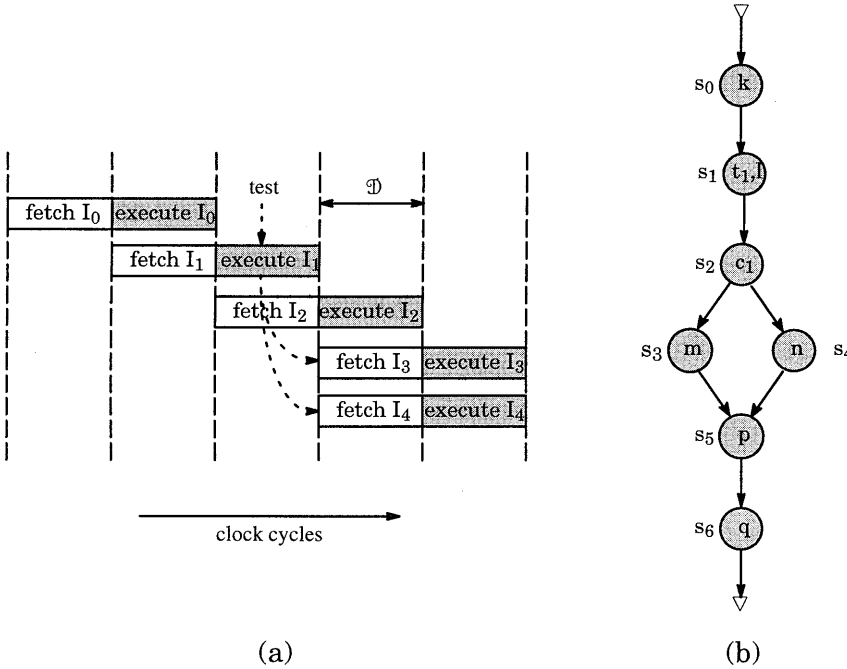 test
𝒟
fetch I₀ execute I₀
fetch I₁ execute I₁
fetch I₂ execute I₂
fetch I₃ execute I₃
fetch I₄ execute I₄
clock cycles
(a)
s₀ k
s₁ t₁,I
s₂ c₁
s₃ m
n s₄
s₅ p
s₆ q
(b)